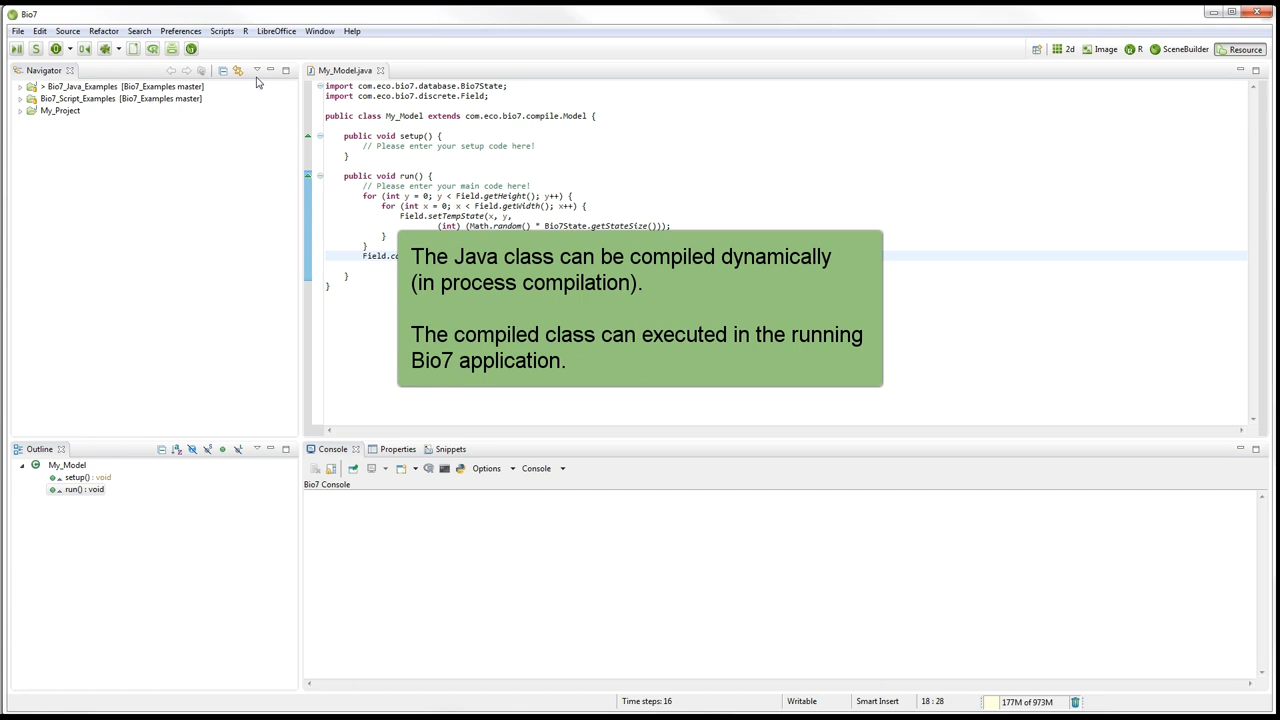 Bio7
File Edit Source Refactor Search Preferences Scripts R LibreOffice Window Help
2d Image R SceneBuilder Resource
Navigator
> Bio7_Java_Examples [Bio7_Examples master]
Bio7_Script_Examples [Bio7_Examples master]
My_Project
My_Model.java
import com.eco.bio7.database.Bio7State;
import com.eco.bio7.discrete.Field;
public class My_Model extends com.eco.bio7.compile.Model {
public void setup() {
// Please enter your setup code here!
}
public void run() {
// Please enter your main code here!
for (int y = 0; y < Field.getHeight(); y++) {
for (int x = 0; x < Field.getWidth(); x++) {
Field.setTempState(x, y,
(int) (Math.random() * Bio7State.getStateSize()));
}
}
Field.co
}
}
The Java class can be compiled dynamically
(in process compilation).
The compiled class can executed in the running
Bio7 application.
Outline
My_Model
setup() : void
run() : void
Console Properties Snippets
Options Console
Bio7 Console
Time steps: 16 Writable Smart Insert 18 : 28 177M of 973M